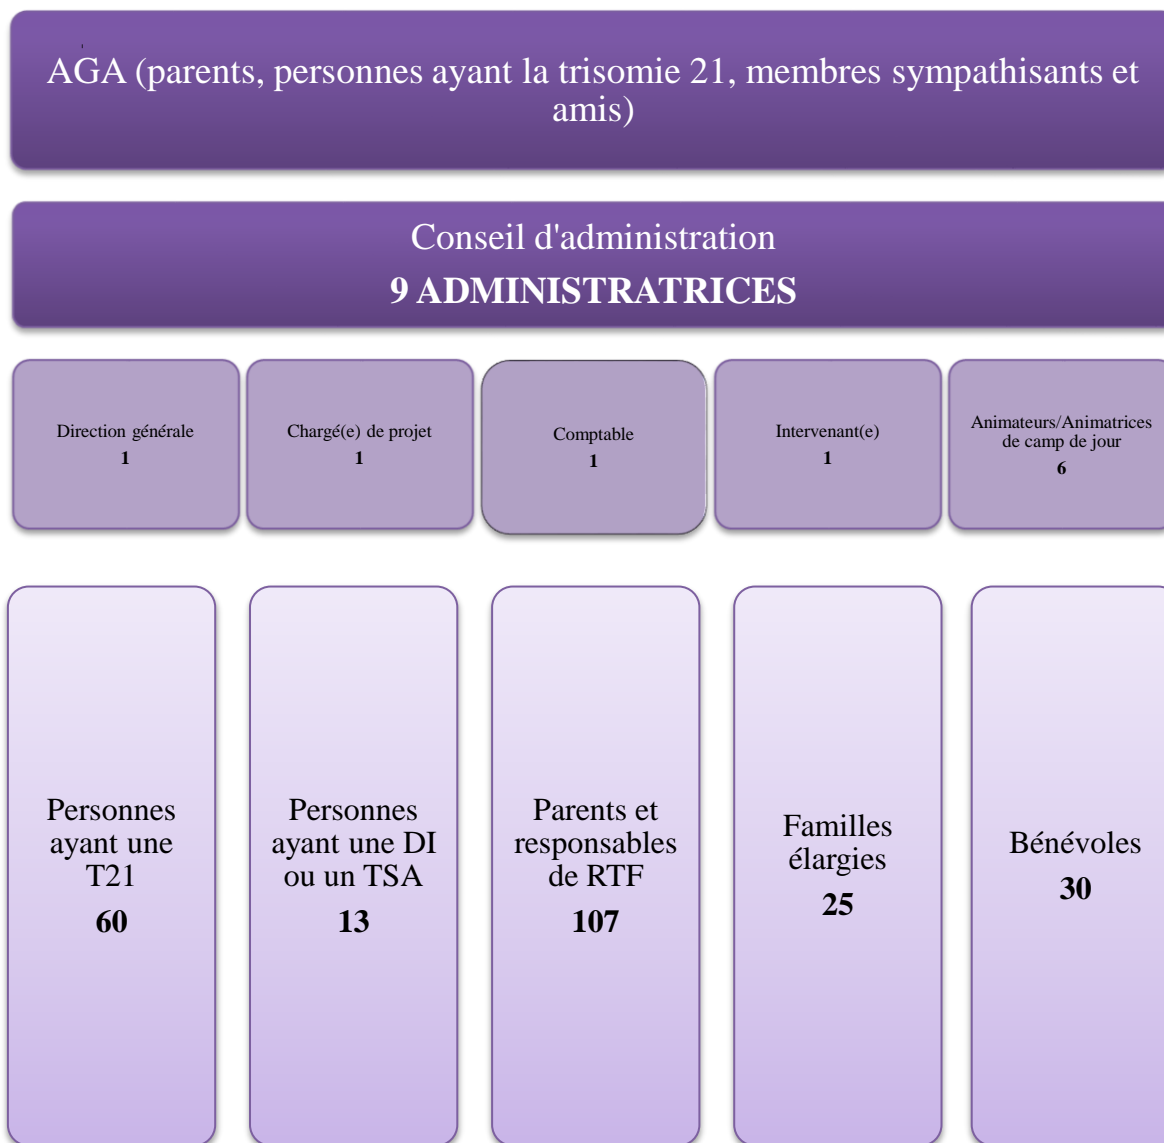 AGA (parents, personnes ayant la trisomie 21, membres sympathisants et
amis)
Conseil d'administration
9 ADMINISTRATRICES
Direction générale
1
Chargé(e) de projet
1
Comptable
1
Intervenant(e)
1
Animateurs/Animatrices
de camp de jour
6
Personnes
ayant une
T21
60
Personnes
ayant une DI
ou un TSA
13
Parents et
responsables
de RTF
107
Familles
élargies
25
Bénévoles
30